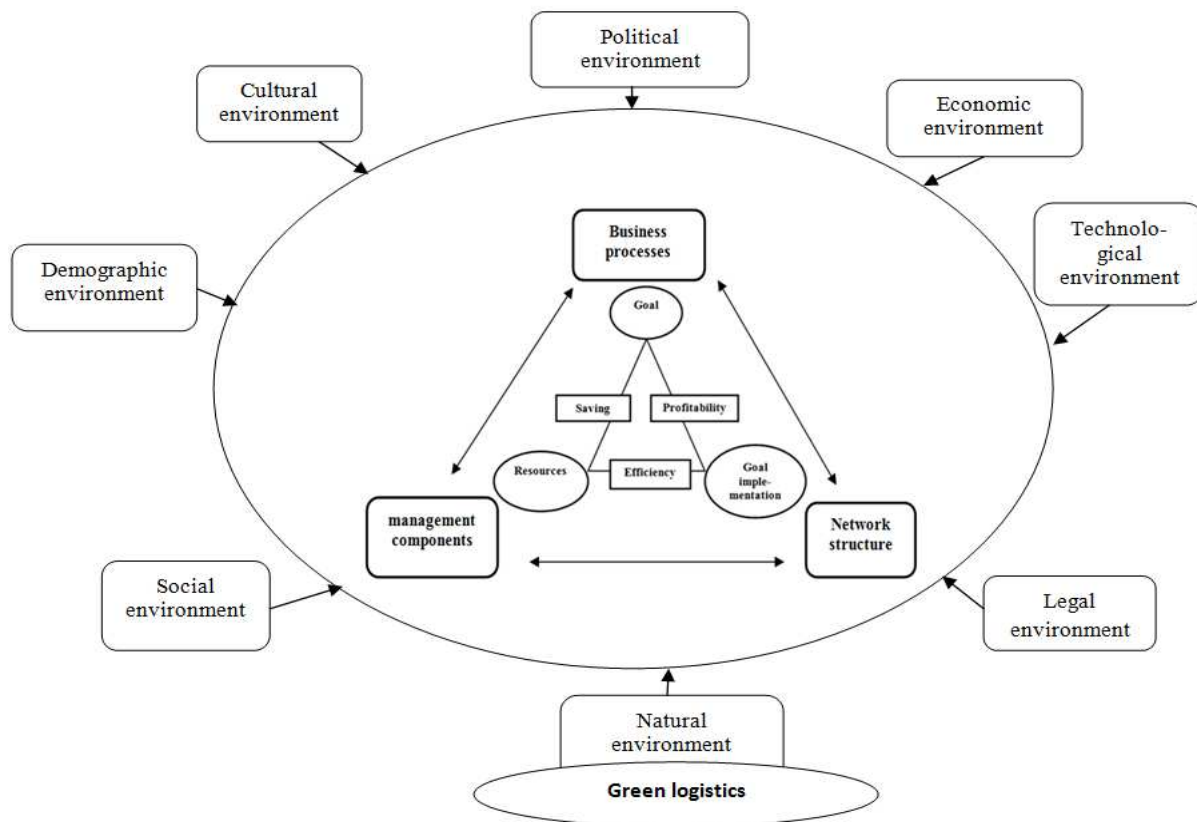 Political
environment
Cultural
environment
Economic
environment
Technolo-
gical
environment
Demographic
environment
Business
processes
Goal
Saving
Profitability
Resources
Efficiency
Goal
imple-
mentation
management
components
Network
structure
Social
environment
Legal
environment
Natural
environment
Green logistics